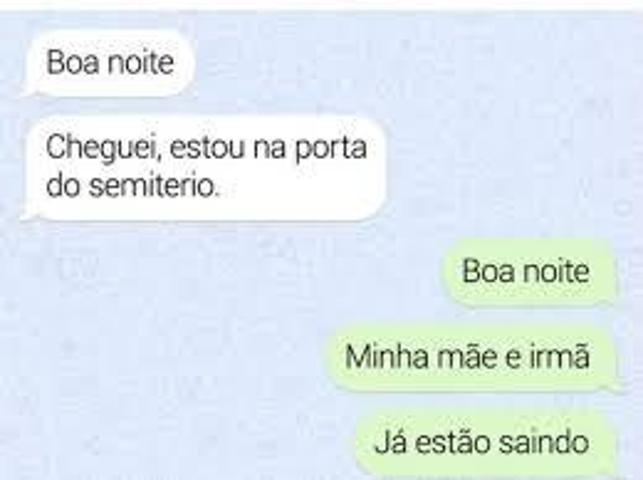 Boa noite
Cheguei, estou na porta
do semiterio.
Boa noite
Minha mãe e irmã
Já estão saindo